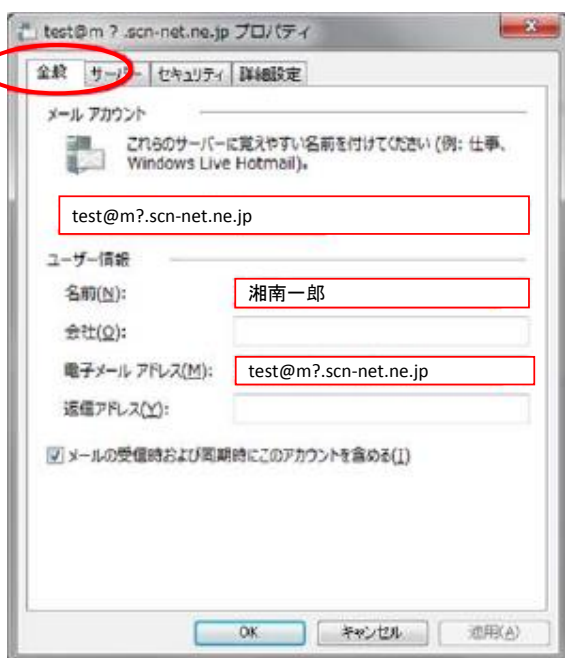 test@m ? .scn-net.ne.jp プロパティ
全般 サーバー セキュリティ 詳細設定
メール アカウント
これらのサーバーに覚えやすい名前を付けてください (例: 仕事、
Windows Live Hotmail)。
test@m?.scn-net.ne.jp
ユーザー情報
名前(N): 湘南一郎
会社(O):
電子メール アドレス(M): test@m?.scn-net.ne.jp
返信アドレス(Y):
メールの受信時および同期時にこのアカウントを含める(I)
OK キャンセル 適用(A)